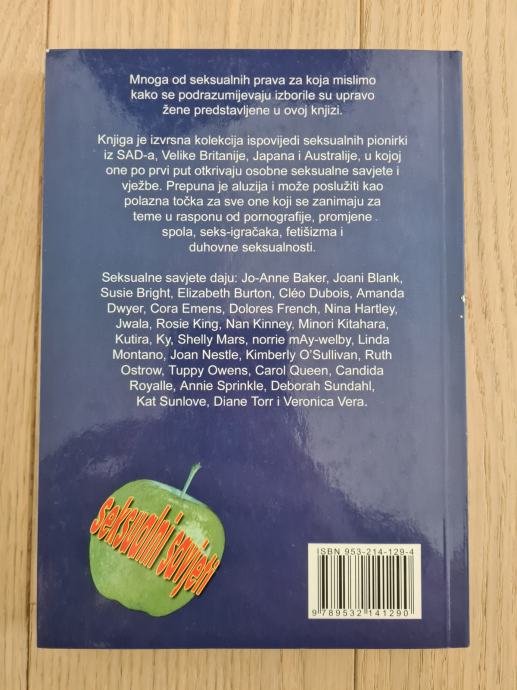 Mnoga od seksualnih prava za koja mislimo
kako se podrazumijevaju izborile su upravo
žene predstavljene u ovoj knjizi.
Knjiga je izvrsna kolekcija ispovijedi seksualnih pionirki
iz SAD-a, Velike Britanije, Japana i Australije, u kojoj
one po prvi put otkrivaju osobne seksualne savjete i
vježbe. Prepuna je aluzija i može poslužiti kao
polazna točka za sve one koji se zanimaju za
teme u rasponu od pornografije, promjene
spola, seks-igračaka, fetišizma i
duhovne seksualnosti.
Seksualne savjete daju: Jo-Anne Baker, Joani Blank,
Susie Bright, Elizabeth Burton, Cléo Dubois, Amanda
Dwyer, Cora Emens, Dolores French, Nina Hartley,
Jwala, Rosie King, Nan Kinney, Minori Kitahara,
Kutira, Ky, Shelly Mars, norrie mAy-welby, Linda
Montano, Joan Nestle, Kimberly O'Sullivan, Ruth
Ostrow, Tuppy Owens, Carol Queen, Candida
Royalle, Annie Sprinkle, Deborah Sundahl,
Kat Sunlove, Diane Torr i Veronica Vera.
seksualni savjeti
ISBN 953-214-129-4
9 789532 141290